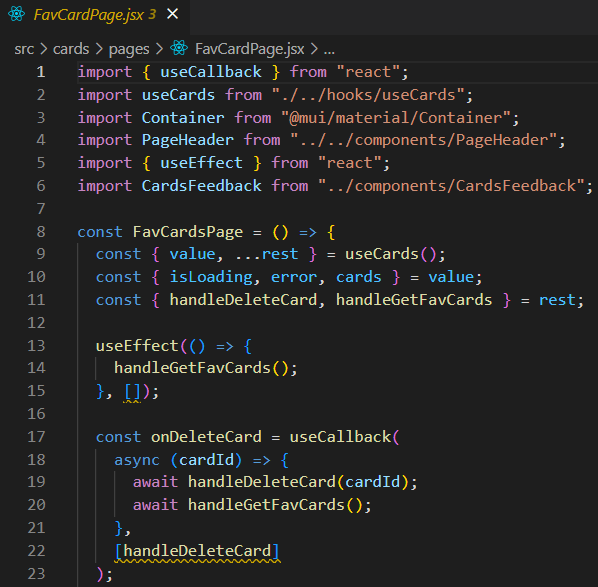 FavCardPage.jsx 3 ×
src > cards > pages > FavCardPage.jsx > ...
1 import { useCallback } from "react";
2 import useCards from "./../hooks/useCards";
3 import Container from "@mui/material/Container";
4 import PageHeader from "../../components/PageHeader";
5 import { useEffect } from "react";
6 import CardsFeedback from "../components/CardsFeedback";
7
8 const FavCardsPage = () => {
9   const { value, ...rest } = useCards();
10   const { isLoading, error, cards } = value;
11   const { handleDeleteCard, handleGetFavCards } = rest;
12
13   useEffect(() => {
14     handleGetFavCards();
15   }, []);
16
17   const onDeleteCard = useCallback(
18     async (cardId) => {
19       await handleDeleteCard(cardId);
20       await handleGetFavCards();
21     },
22     [handleDeleteCard]
23   );